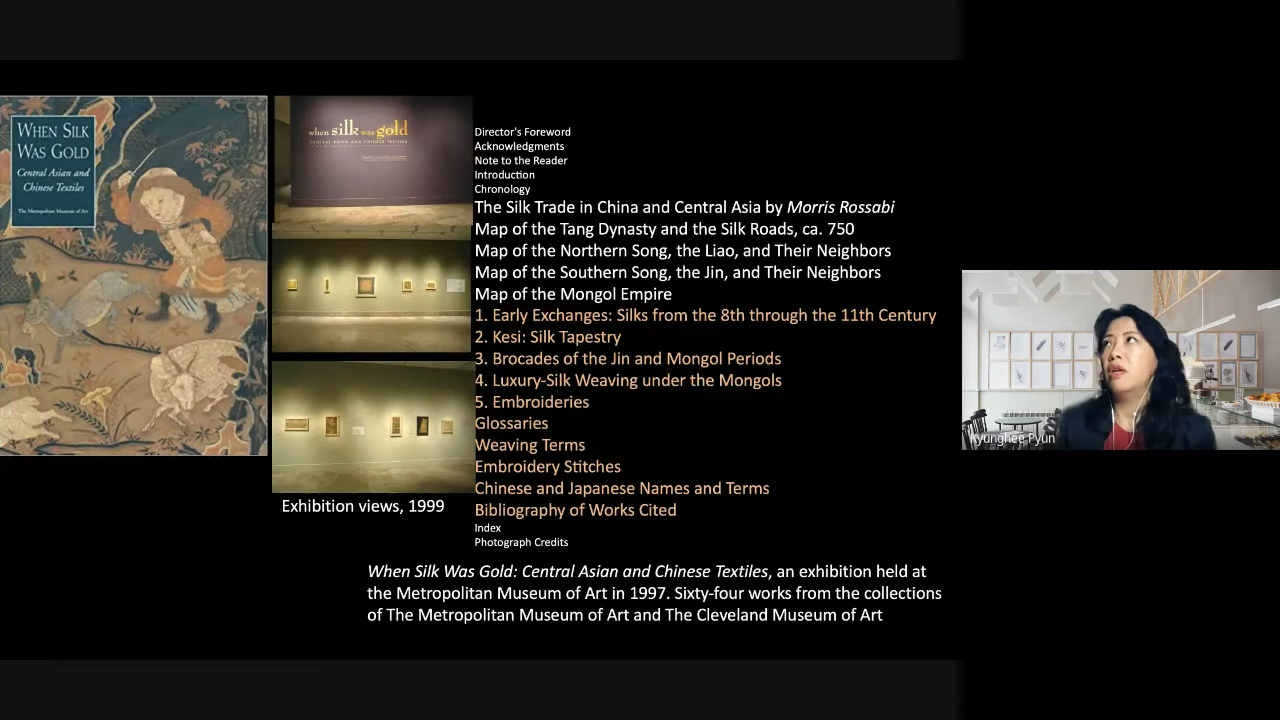 WHEN SILK
WAS GOLD
Central Asian and
Chinese Textiles
The Metropolitan Museum of Art
when silk was gold
CENTRAL ASIAN AND CHINESE TEXTILES
Exhibition views, 1999
Director's Foreword
Acknowledgments
Note to the Reader
Introduction
Chronology
The Silk Trade in China and Central Asia by Morris Rossabi
Map of the Tang Dynasty and the Silk Roads, ca. 750
Map of the Northern Song, the Liao, and Their Neighbors
Map of the Southern Song, the Jin, and Their Neighbors
Map of the Mongol Empire
1. Early Exchanges: Silks from the 8th through the 11th Century
2. Kesi: Silk Tapestry
3. Brocades of the Jin and Mongol Periods
4. Luxury-Silk Weaving under the Mongols
5. Embroideries
Glossaries
Weaving Terms
Embroidery Stitches
Chinese and Japanese Names and Terms
Bibliography of Works Cited
Index
Photograph Credits
When Silk Was Gold: Central Asian and Chinese Textiles, an exhibition held at
the Metropolitan Museum of Art in 1997. Sixty-four works from the collections
of The Metropolitan Museum of Art and The Cleveland Museum of Art
Kyunghee Pyun